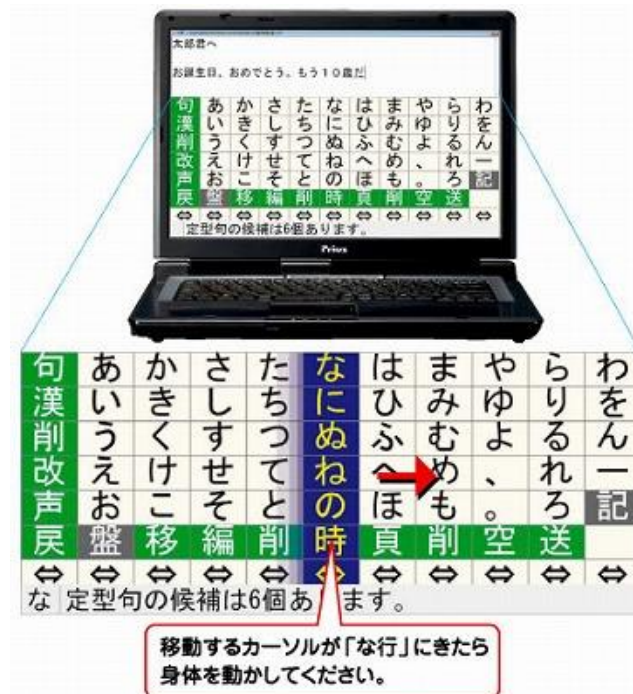 太郎君へ
お誕生日、おめでとう。もう１０歳だ
句 あ か さ た な は ま や ら わ
漢 い き し ち に ひ み ゆ り を
削 う く す つ ぬ ふ む よ る ん
改 え け せ て ね へ め 、 れ ー
声 お こ そ と の ほ も 。 ろ 記
戻 盤 移 編 削 時 頁 削 空 送
⇔ ⇔ ⇔ ⇔ ⇔ ⇔ ⇔ ⇔ ⇔ ⇔ ⇔
定型句の候補は6個あります。
Prius
句 あ か さ た な は ま や ら わ
漢 い き し ち に ひ み ゆ り を
削 う く す つ ぬ ふ む よ る ん
改 え け せ て ね へ め 、 れ ー
声 お こ そ と の ほ も 。 ろ 記
戻 盤 移 編 削 時 頁 削 空 送
⇔ ⇔ ⇔ ⇔ ⇔ ⇔ ⇔ ⇔ ⇔ ⇔ ⇔
な 定型句の候補は6個あります。
移動するカーソルが「な行」にきたら
身体を動かしてください。